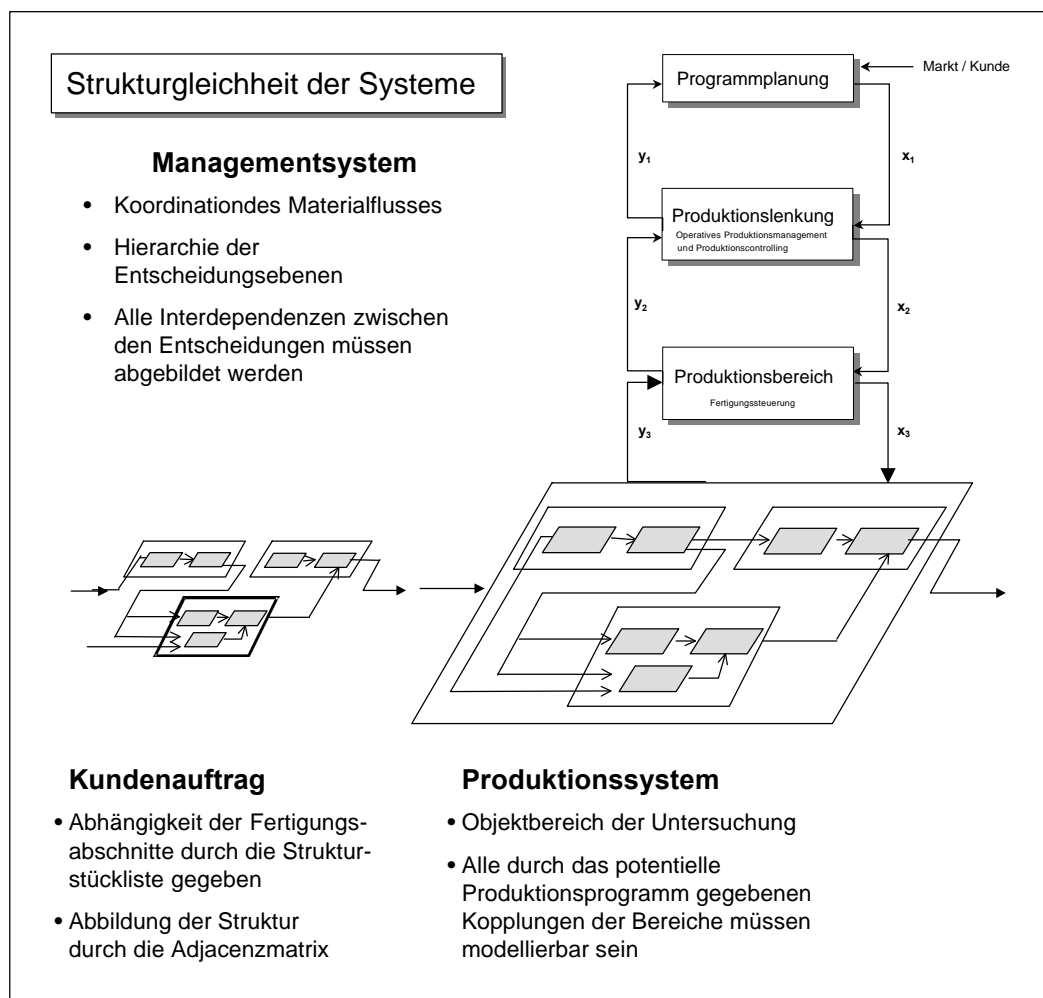 Strukturgleichheit der Systeme
Managementsystem
• Koordinationdes Materialflusses
• Hierarchie der
Entscheidungsebenen
• Alle Interdependenzen zwischen
den Entscheidungen müssen
abgebildet werden
Programmplanung
Markt / Kunde
y₁
x₁
Produktionslenkung
Operatives Produktionsmanagement
und Produktionscontrolling
y₂
x₂
Produktionsbereich
Fertigungssteuerung
y₃
x₃
Kundenauftrag
• Abhängigkeit der Fertigungs-
abschnitte durch die Struktur-
stückliste gegeben
• Abbildung der Struktur
durch die Adjacenzmatrix
Produktionssystem
• Objektbereich der Untersuchung
• Alle durch das potentielle
Produktionsprogramm gegebenen
Kopplungen der Bereiche müssen
modellierbar sein